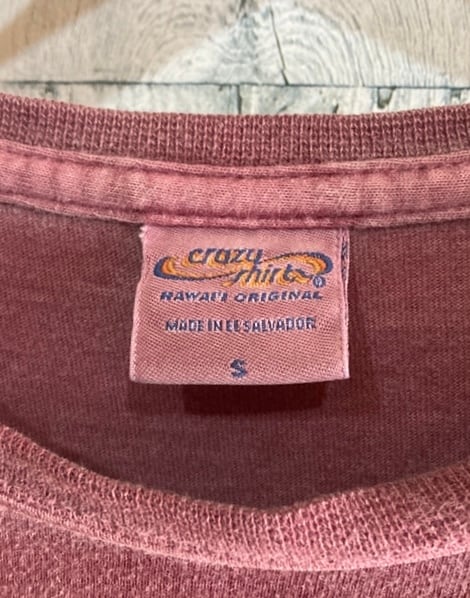 crazy
shirts®
HAWAI'I ORIGINAL
MADE IN EL SALVADOR
S